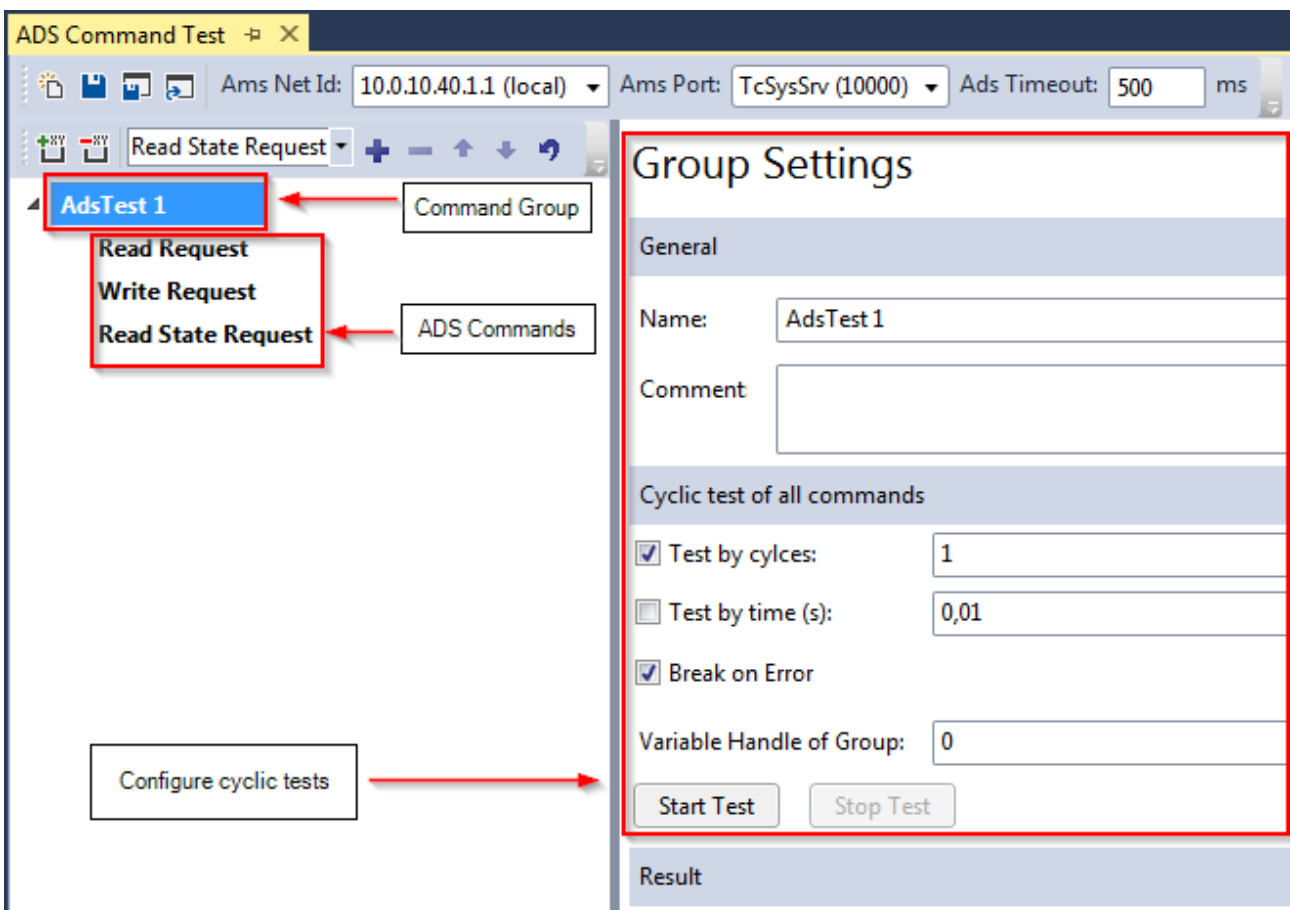 ADS Command Test
Ams Net Id: 10.0.10.40.1.1 (local) Ams Port: TcSysSrv (10000) Ads Timeout: 500 ms
Read State Request
AdsTest 1
Command Group
Read Request
Write Request
Read State Request
ADS Commands
Configure cyclic tests
Group Settings
General
Name: AdsTest 1
Comment
Cyclic test of all commands
Test by cylces: 1
Test by time (s): 0,01
Break on Error
Variable Handle of Group: 0
Start Test Stop Test
Result